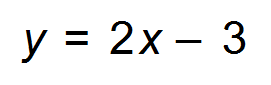 y = 2x – 3